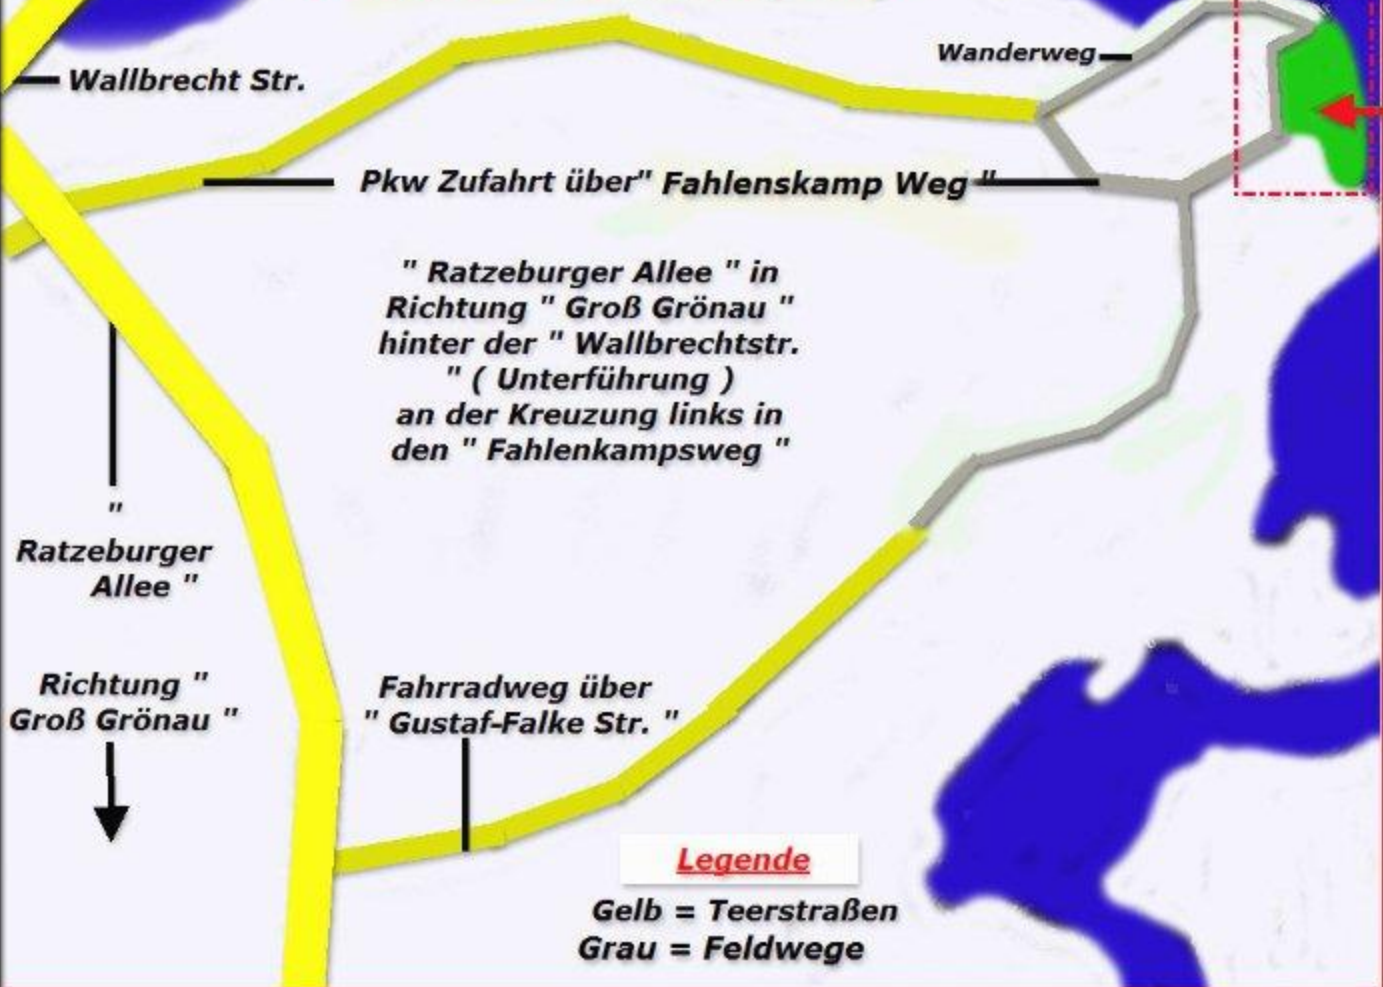 Wanderweg
Wallbrecht Str.
Pkw Zufahrt über" Fahlenskamp Weg "
" Ratzeburger Allee " in
Richtung " Groß Grönau "
hinter der " Wallbrechtstr.
" ( Unterführung )
an der Kreuzung links in
den " Fahlenkampsweg "
"
Ratzeburger
Allee "
Richtung "
Groß Grönau "
Fahrradweg über
" Gustaf-Falke Str. "
Legende
Gelb = Teerstraßen
Grau = Feldwege